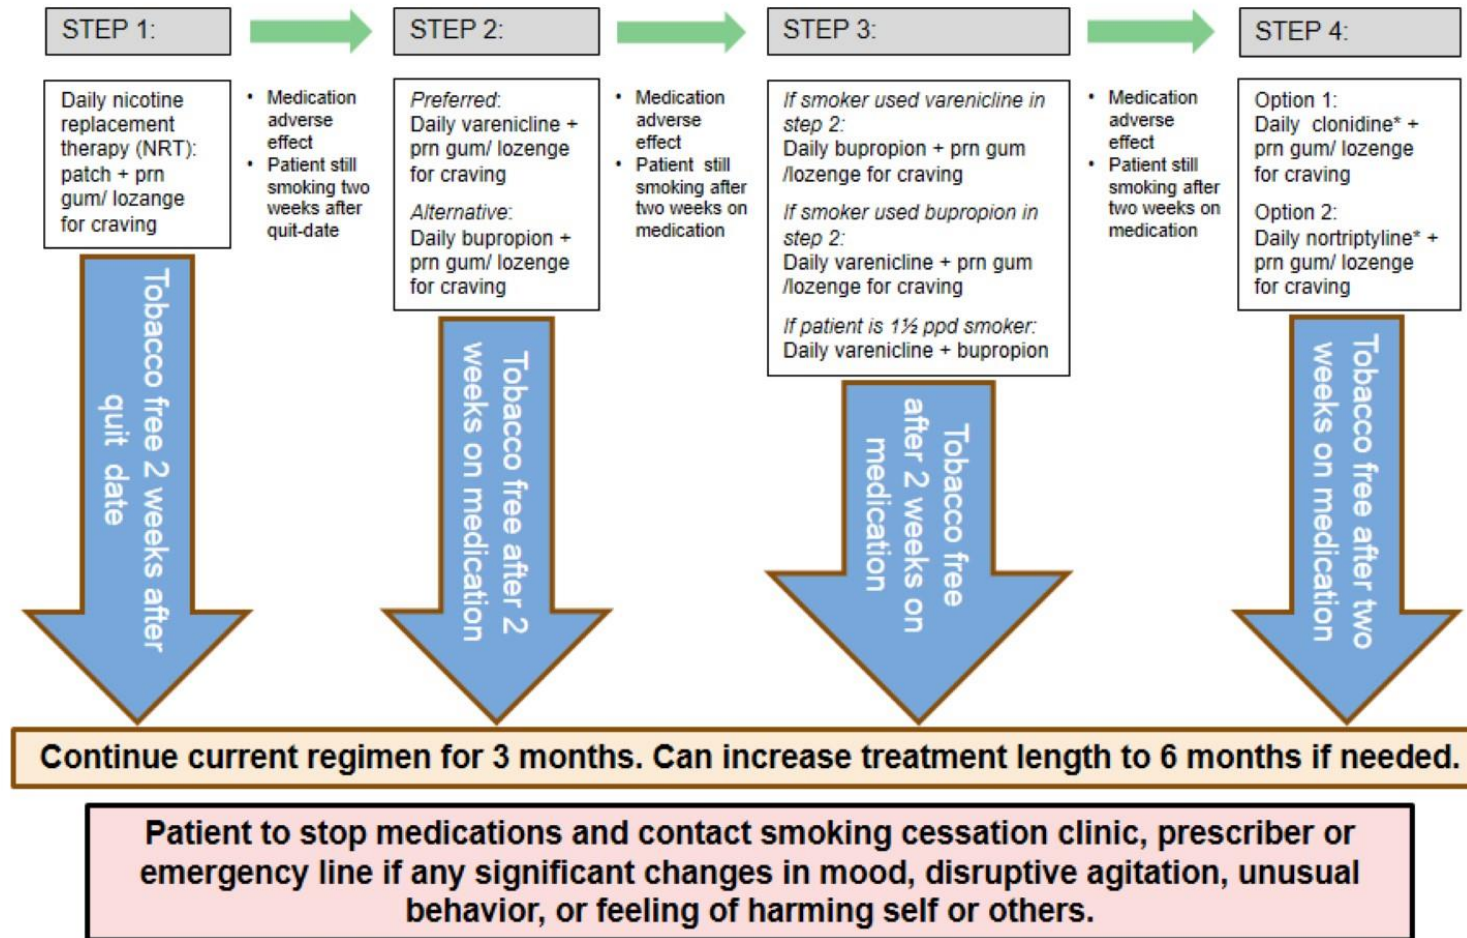 STEP 1:
STEP 2:
STEP 3:
STEP 4:
Daily nicotine
replacement
therapy (NRT):
patch + prn
gum/ lozange
for craving
• Medication
adverse
effect
• Patient still
smoking two
weeks after
quit-date
Preferred:
Daily varenicline +
prn gum/ lozenge
for craving
Alternative:
Daily bupropion +
prn gum/ lozenge
for craving
• Medication
adverse
effect
• Patient still
smoking after
two weeks on
medication
If smoker used varenicline in
step 2:
Daily bupropion + prn gum
/lozenge for craving
If smoker used bupropion in
step 2:
Daily varenicline + prn gum
/lozenge for craving
If patient is 1½ ppd smoker:
Daily varenicline + bupropion
• Medication
adverse
effect
• Patient still
smoking after
two weeks on
medication
Option 1:
Daily clonidine* +
prn gum/ lozenge
for craving
Option 2:
Daily nortriptyline* +
prn gum/ lozenge
for craving
Tobacco free 2 weeks after
quit date
Tobacco free after 2
weeks on medication
Tobacco free
after 2 weeks on
medication
Tobacco free after two
weeks on medication
Continue current regimen for 3 months. Can increase treatment length to 6 months if needed.
Patient to stop medications and contact smoking cessation clinic, prescriber or
emergency line if any significant changes in mood, disruptive agitation, unusual
behavior, or feeling of harming self or others.